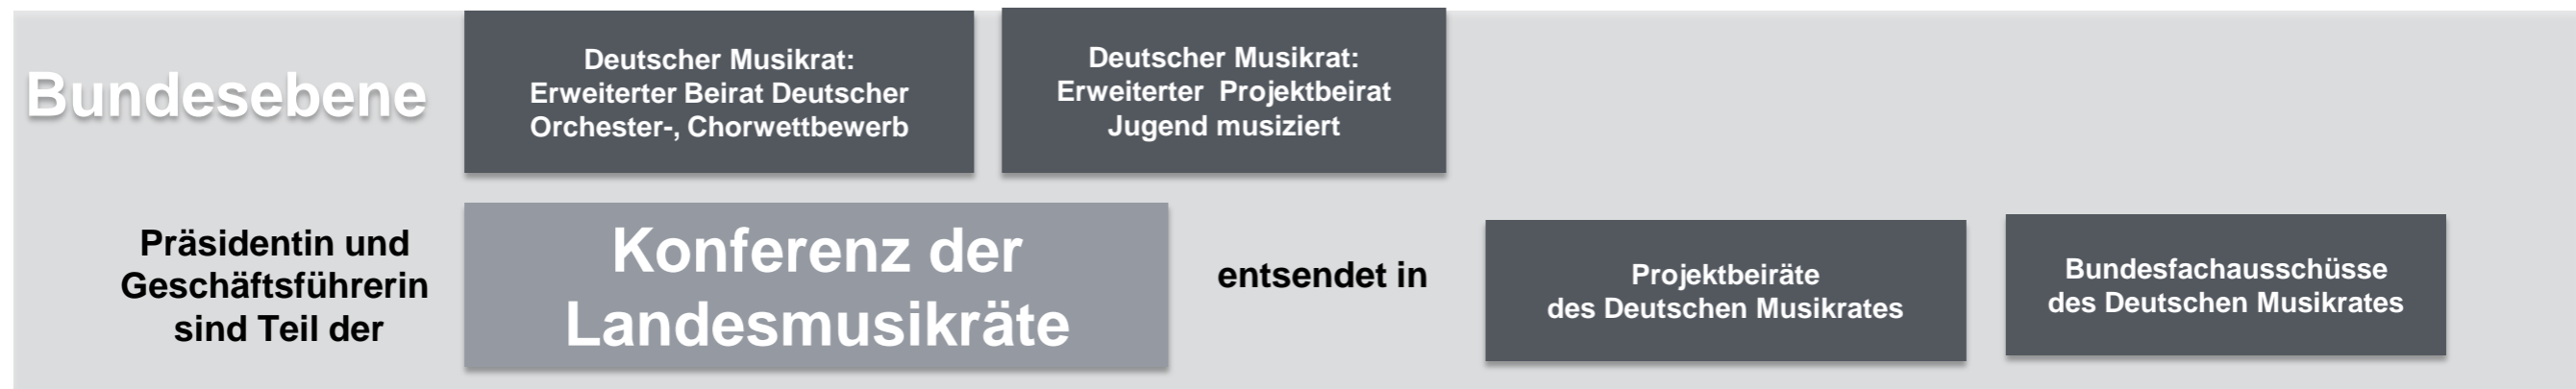 Bundesebene
Deutscher Musikrat:
Erweiterter Beirat Deutscher
Orchester-, Chorwettbewerb
Deutscher Musikrat:
Erweiterter Projektbeirat
Jugend musiziert
Präsidentin und
Geschäftsführerin
sind Teil der
Konferenz der
Landesmusikräte
entsendet in
Projektbeiräte
des Deutschen Musikrates
Bundesfachausschüsse
des Deutschen Musikrates